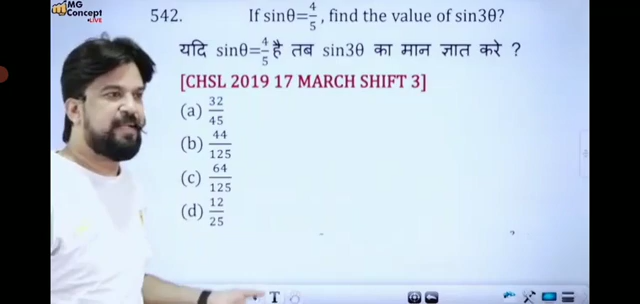 MG
Concept
LIVE
542. If sinθ=4/5, find the value of sin3θ?
यदि sinθ=4/5 है तब sin3θ का मान ज्ञात करे ?
[CHSL 2019 17 MARCH SHIFT 3]
(a) 32/45
(b) 44/125
(c) 64/125
(d) 12/25
T